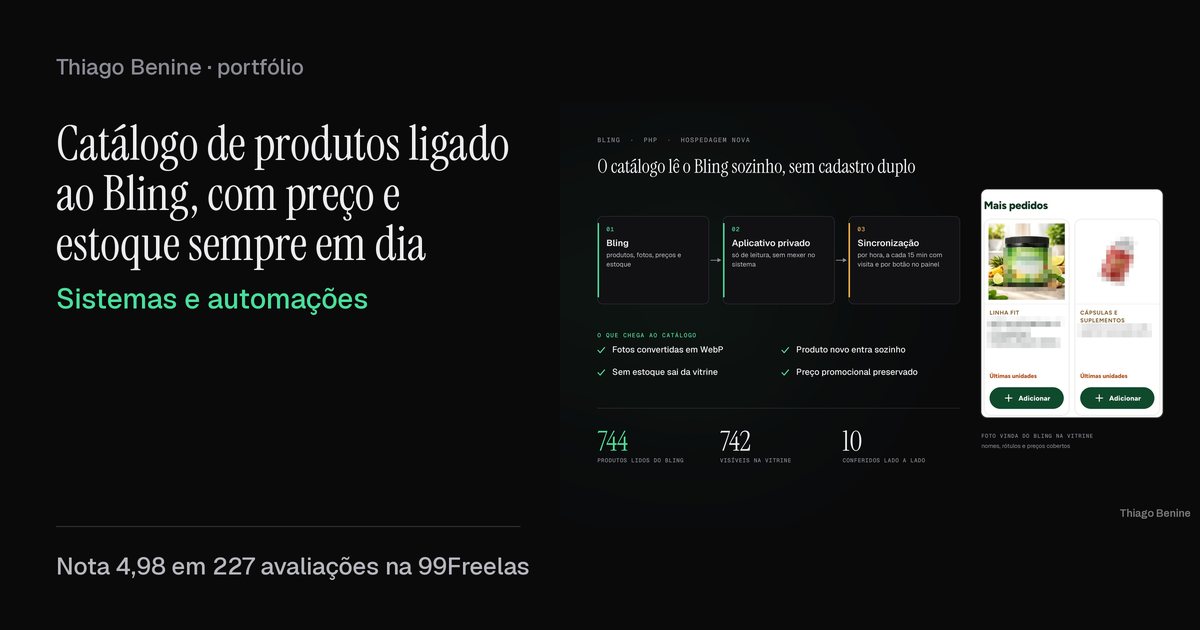 Thiago Benine · portfólio
Catálogo de produtos ligado
ao Bling, com preço e
estoque sempre em dia
Sistemas e automações
Nota 4,98 em 227 avaliações na 99Freelas
BLING · PHP · HOSPEDAGEM NOVA
O catálogo lê o Bling sozinho, sem cadastro duplo
01
Bling
produtos, fotos, preços e
estoque
02
Aplicativo privado
só de leitura, sem mexer no
sistema
03
Sincronização
por hora, a cada 15 min com
visita e por botão no painel
O QUE CHEGA AO CATÁLOGO
Fotos convertidas em WebP
Produto novo entra sozinho
Sem estoque sai da vitrine
Preço promocional preservado
744
PRODUTOS LIDOS DO BLING
742
VISÍVEIS NA VITRINE
10
CONFERIDOS LADO A LADO
Mais pedidos
LINHA FIT
Últimas unidades
+ Adicionar
CÁPSULAS E
SUPLEMENTOS
Últimas unidades
+ Adicionar
FOTO VINDA DO BLING NA VITRINE
nomes, rótulos e preços cobertos
Thiago Benine